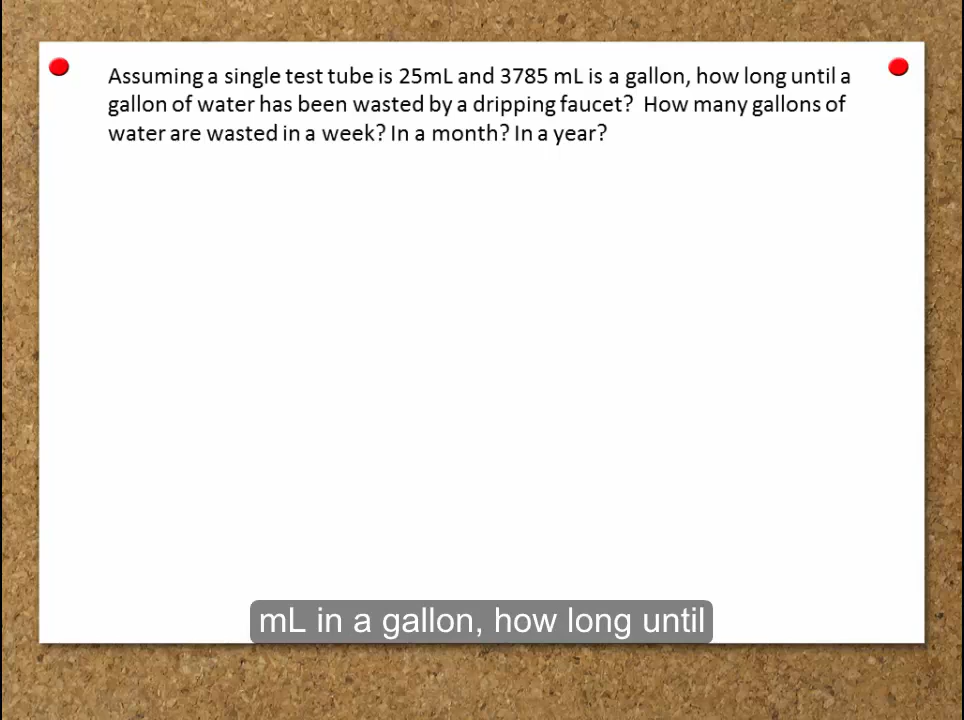 Assuming a single test tube is 25mL and 3785 mL is a gallon, how long until a
gallon of water has been wasted by a dripping faucet?  How many gallons of
water are wasted in a week? In a month? In a year?
mL in a gallon, how long until